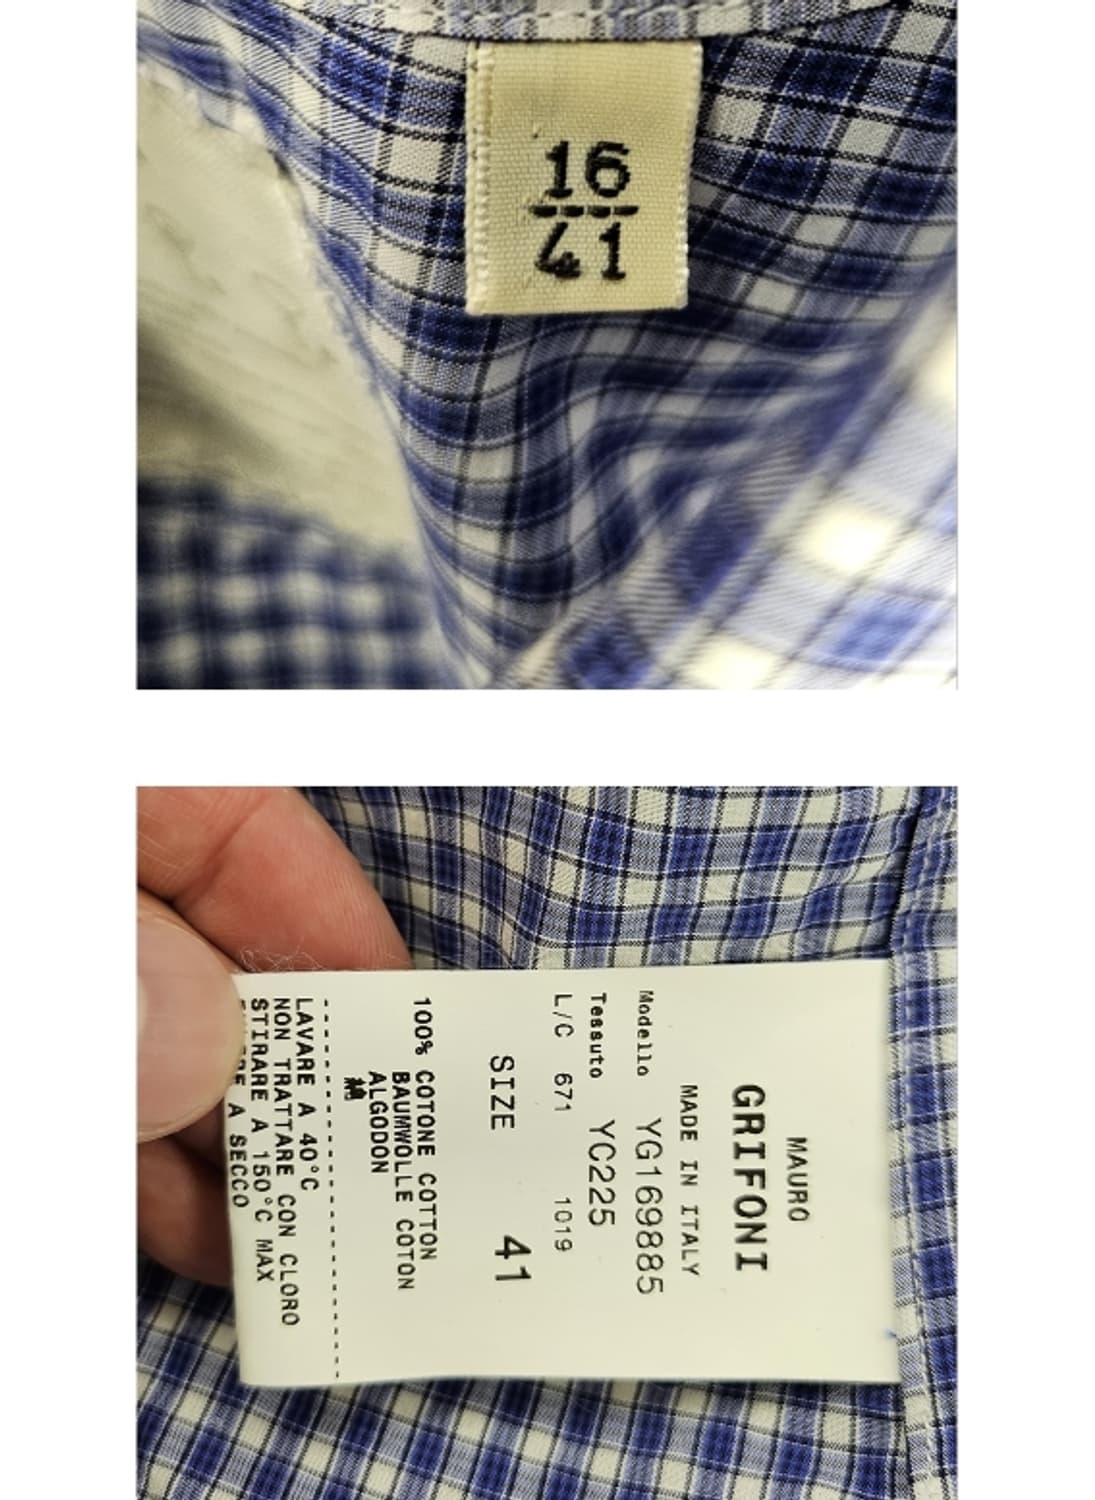 16
41
MAURO
GRIFONI
MADE IN ITALY
Modello YG169885
Tessuto YC225
L/C 671 1019
SIZE 41
100% COTONE COTTON
BAUMWOLLE COTON
ALGODON
LAVARE A 40°C
NON TRATTARE CON CLORO
STIRARE A 150°C MAX
A SECCO